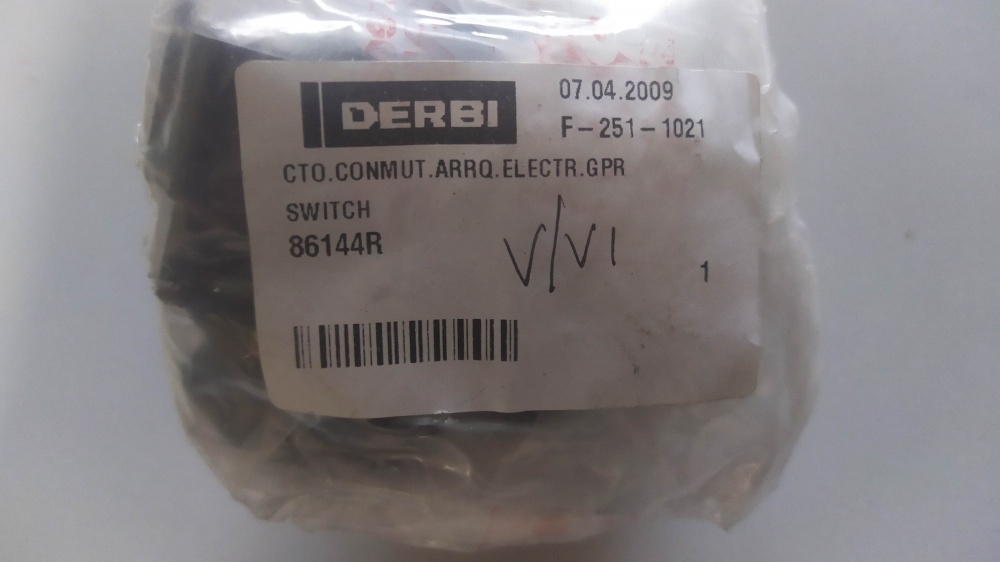 DERBI
07.04.2009
F-251-1021
CTO.CONMUT.ARRQ.ELECTR.GPR
SWITCH
86144R
V/VI
1